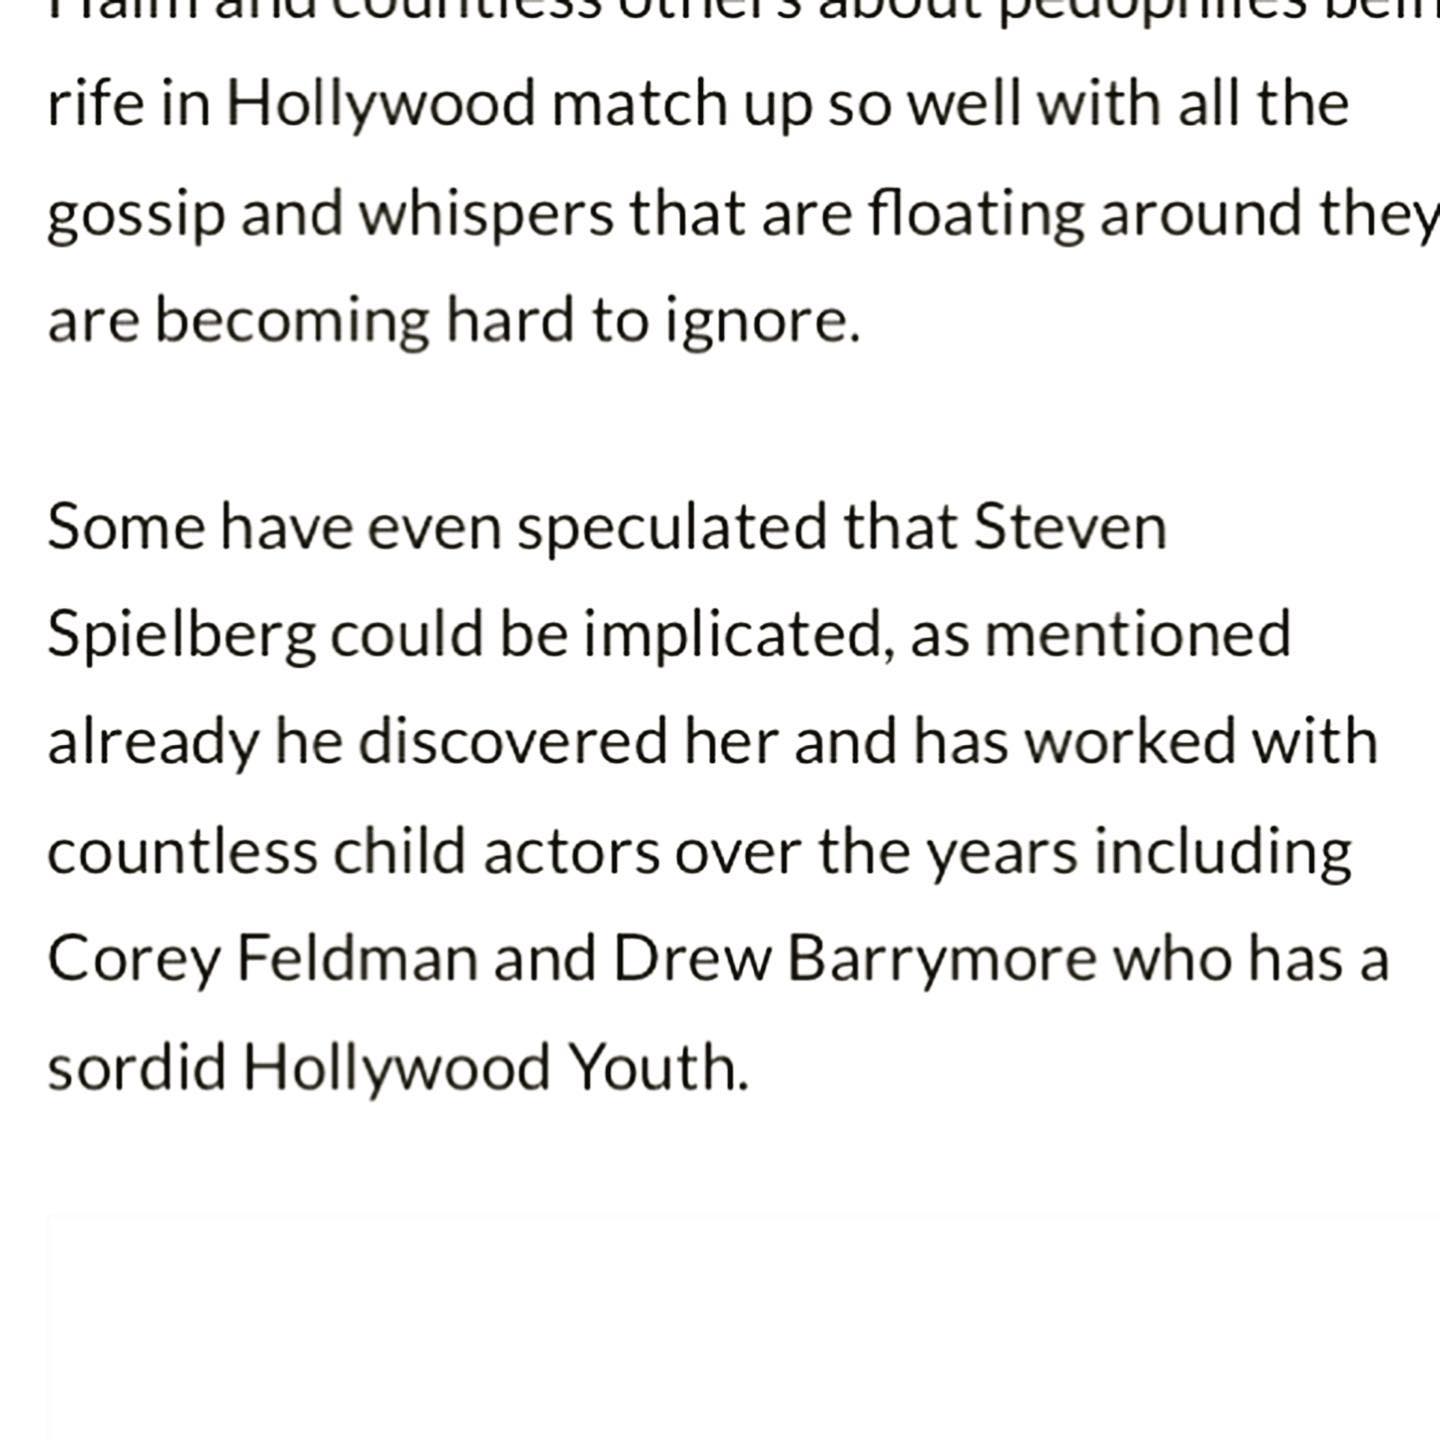 and countless others about pedophiles
rife in Hollywood match up so well with all the
gossip and whispers that are floating around they
are becoming hard to ignore.
Some have even speculated that Steven
Spielberg could be implicated, as mentioned
already he discovered her and has worked with
countless child actors over the years including
Corey Feldman and Drew Barrymore who has a
sordid Hollywood Youth.